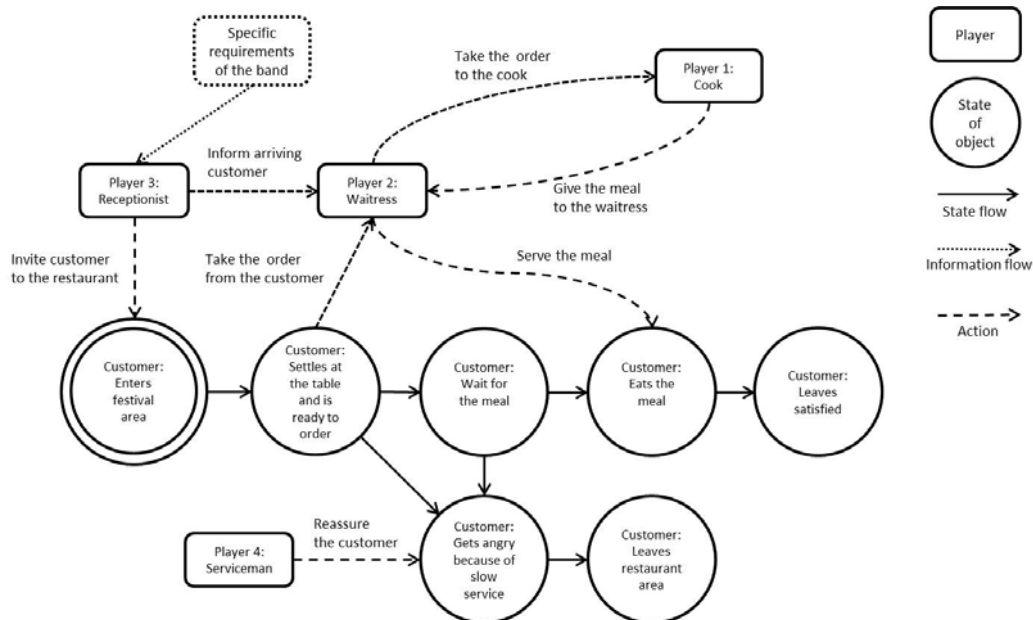 Specific
requirements
of the band
Take the order
to the cook
Player 1:
Cook
Player
State
of
object
Inform arriving
customer
Player 3:
Receptionist
Player 2:
Waitress
Give the meal
to the waitress
State flow
Invite customer
to the restaurant
Take the order
from the customer
Serve the meal
Information flow
Action
Customer:
Enters
festival
area
Customer:
Settles at
the table
and is
ready to
order
Customer:
Wait for
the meal
Customer:
Eats the
meal
Customer:
Leaves
satisfied
Reassure
the customer
Player 4:
Serviceman
Customer:
Gets angry
because of
slow
service
Customer:
Leaves
restaurant
area